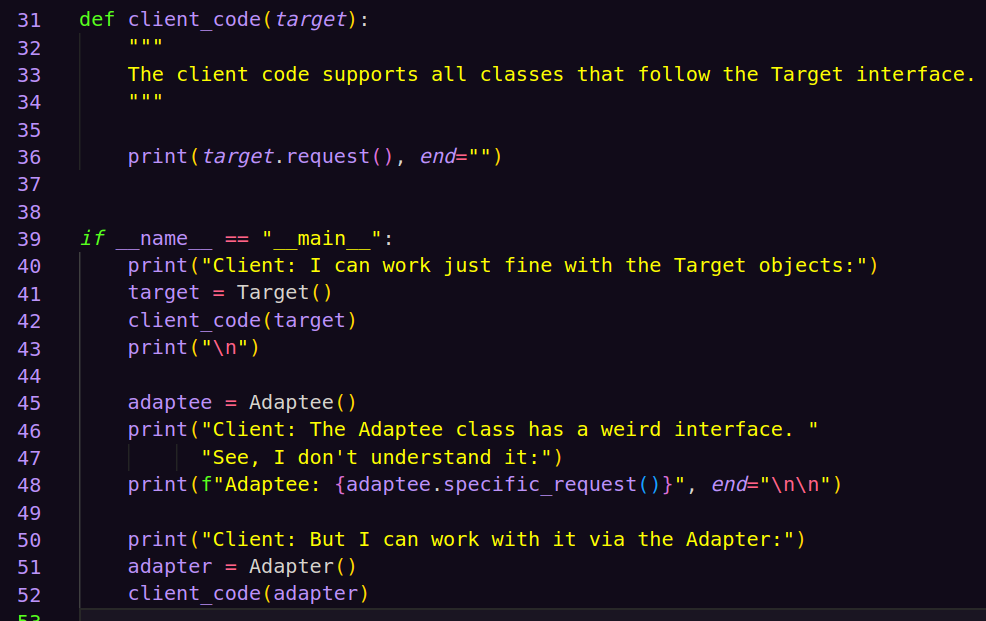 31 def client_code(target):
32     """
33     The client code supports all classes that follow the Target interface.
34     """
35
36     print(target.request(), end="")
37
38
39 if __name__ == "__main__":
40     print("Client: I can work just fine with the Target objects:")
41     target = Target()
42     client_code(target)
43     print("\n")
44
45     adaptee = Adaptee()
46     print("Client: The Adaptee class has a weird interface. "
47           "See, I don't understand it:")
48     print(f"Adaptee: {adaptee.specific_request()}", end="\n\n")
49
50     print("Client: But I can work with it via the Adapter:")
51     adapter = Adapter()
52     client_code(adapter)
53